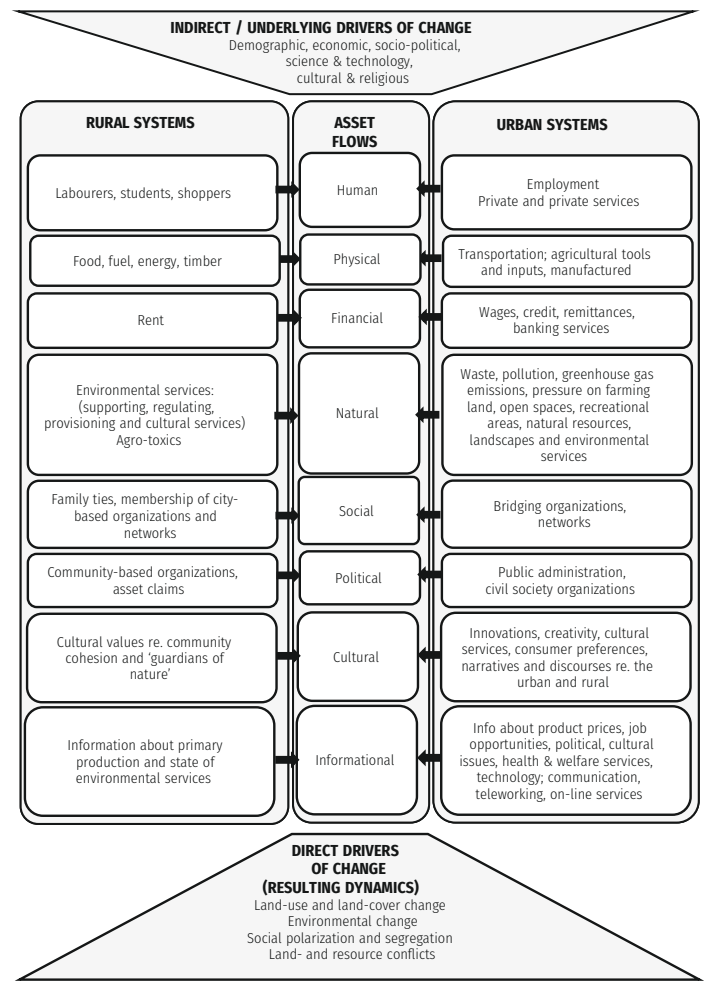 INDIRECT / UNDERLYING DRIVERS OF CHANGE
Demographic, economic, socio-political,
science & technology,
cultural & religious
RURAL SYSTEMS
ASSET
FLOWS
URBAN SYSTEMS
Labourers, students, shoppers
Human
Employment
Private and private services
Food, fuel, energy, timber
Physical
Transportation; agricultural tools
and inputs, manufactured
Rent
Financial
Wages, credit, remittances,
banking services
Environmental services:
(supporting, regulating,
provisioning and cultural services)
Agro-toxics
Natural
Waste, pollution, greenhouse gas
emissions, pressure on farming
land, open spaces, recreational
areas, natural resources,
landscapes and environmental
services
Family ties, membership of city-
based organizations and
networks
Social
Bridging organizations,
networks
Community-based organizations,
asset claims
Political
Public administration,
civil society organizations
Cultural values re. community
cohesion and ‘guardians of
nature’
Cultural
Innovations, creativity, cultural
services, consumer preferences,
narratives and discourses re. the
urban and rural
Information about primary
production and state of
environmental services
Informational
Info about product prices, job
opportunities, political, cultural
issues, health & welfare services,
technology; communication,
teleworking, on-line services
DIRECT DRIVERS
OF CHANGE
(RESULTING DYNAMICS)
Land-use and land-cover change
Environmental change
Social polarization and segregation
Land- and resource conflicts